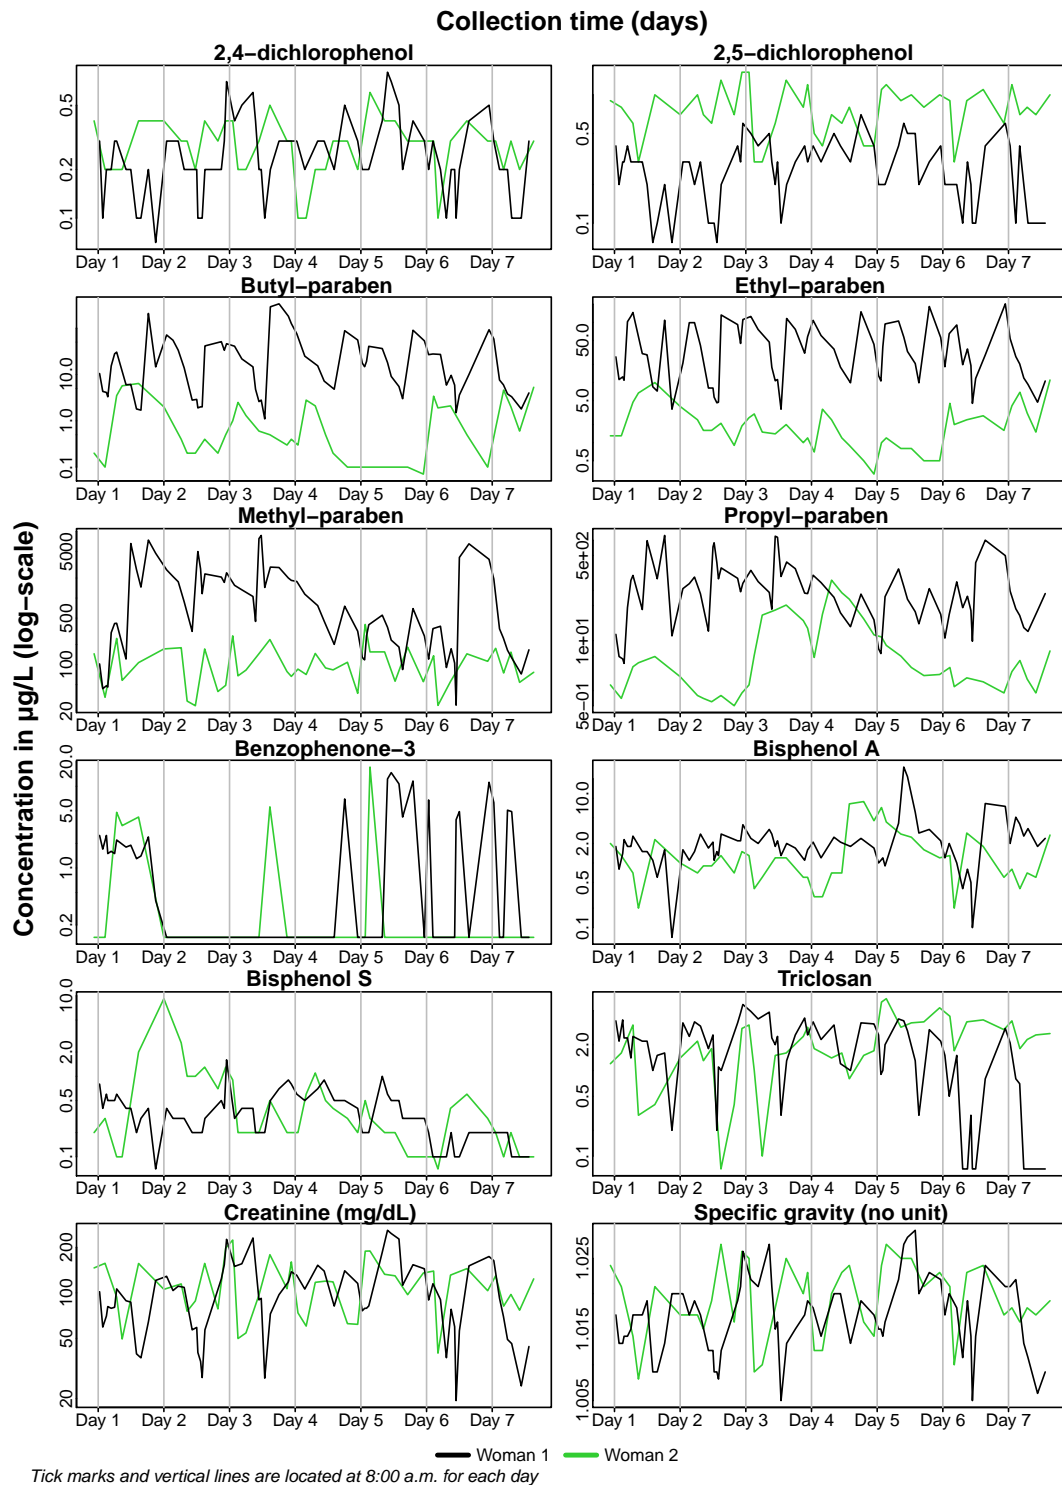 Collection time (days)
2,4−dichlorophenol
2,5−dichlorophenol
0.5
0.2
0.1
Day 1 Day 2 Day 3 Day 4 Day 5 Day 6 Day 7
0.5
0.1
Day 1 Day 2 Day 3 Day 4 Day 5 Day 6 Day 7
Butyl−paraben
Ethyl−paraben
10.0
1.0
0.1
Day 1 Day 2 Day 3 Day 4 Day 5 Day 6 Day 7
50.0
5.0
0.5
Day 1 Day 2 Day 3 Day 4 Day 5 Day 6 Day 7
Concentration in µg/L (log−scale)
Methyl−paraben
Propyl−paraben
5000
500
100
20
Day 1 Day 2 Day 3 Day 4 Day 5 Day 6 Day 7
5e+02
1e+01
5e−01
Day 1 Day 2 Day 3 Day 4 Day 5 Day 6 Day 7
Benzophenone−3
Bisphenol A
20.0
5.0
1.0
0.2
Day 1 Day 2 Day 3 Day 4 Day 5 Day 6 Day 7
10.0
2.0
0.5
0.1
Day 1 Day 2 Day 3 Day 4 Day 5 Day 6 Day 7
Bisphenol S
Triclosan
10.0
2.0
0.5
0.1
Day 1 Day 2 Day 3 Day 4 Day 5 Day 6 Day 7
2.0
0.5
0.1
Day 1 Day 2 Day 3 Day 4 Day 5 Day 6 Day 7
Creatinine (mg/dL)
Specific gravity (no unit)
200
100
50
20
Day 1 Day 2 Day 3 Day 4 Day 5 Day 6 Day 7
1.025
1.015
1.005
Day 1 Day 2 Day 3 Day 4 Day 5 Day 6 Day 7
Woman 1 Woman 2
Tick marks and vertical lines are located at 8:00 a.m. for each day